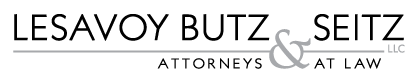 LESAVOY BUTZ & SEITZ LLC
ATTORNEYS AT LAW